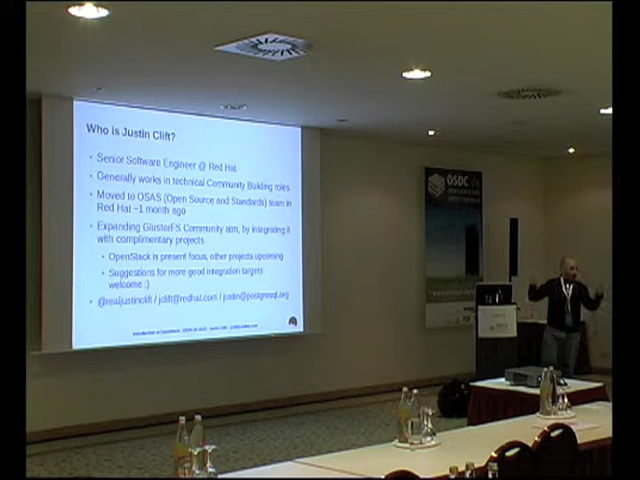 Who is Justin Clift?
• Senior Software Engineer @ Red Hat
• Generally works in technical Community Building roles
• Moved to OSAS (Open Source and Standards) team in
Red Hat ~1 month ago
• Expanding GlusterFS Community atm, by integrating it
with complimentary projects
• OpenStack is present focus, other projects upcoming
• Suggestions for more good integration targets
welcome :)
• @realjustinclift / jclift@redhat.com / justin@postgresql.org
OSDC